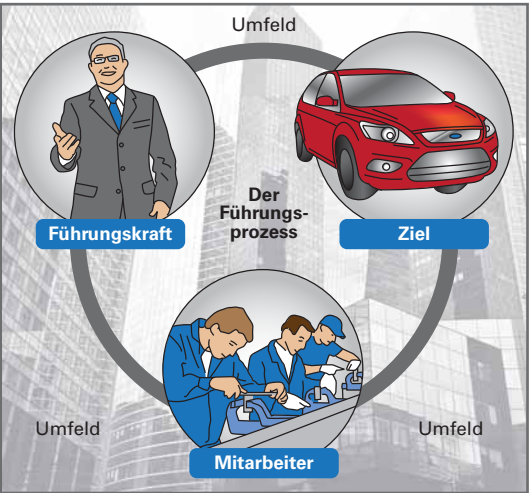 Umfeld
Der
Führungs-
prozess
Führungskraft
Ziel
Umfeld
Umfeld
Mitarbeiter